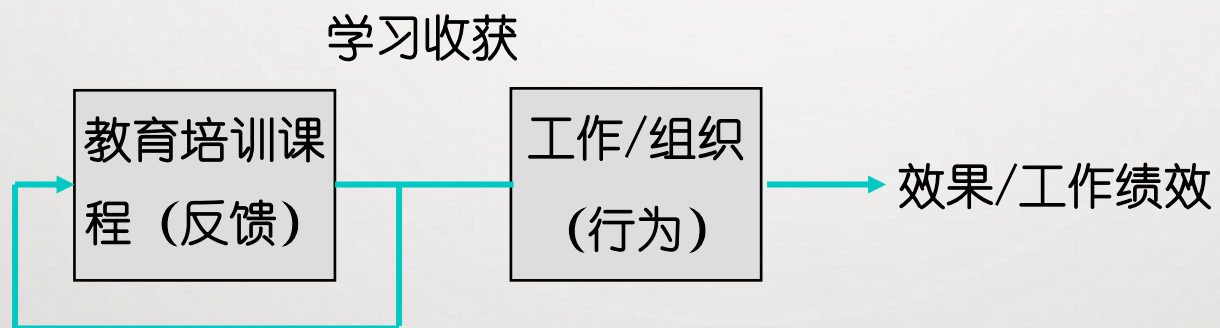 学习收获
教育培训课
程（反馈）
工作/组织
（行为）
效果/工作绩效